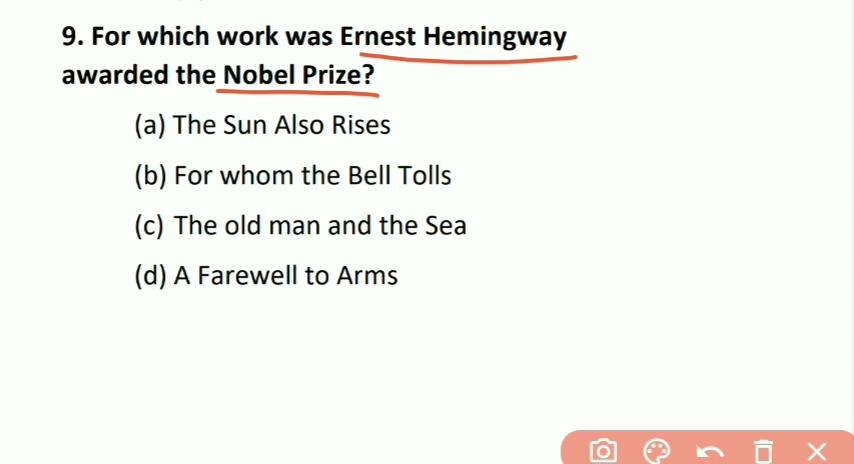 9. For which work was Ernest Hemingway
awarded the Nobel Prize?
(a) The Sun Also Rises
(b) For whom the Bell Tolls
(c) The old man and the Sea
(d) A Farewell to Arms